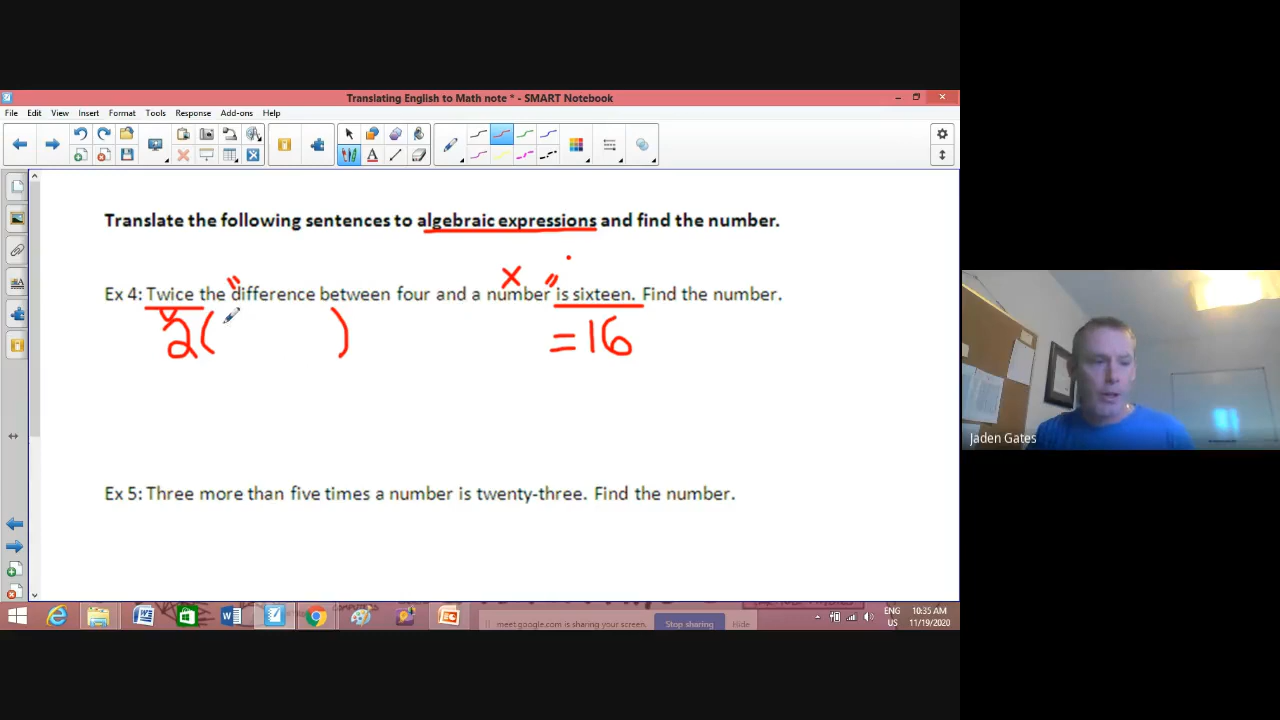 Translating English to Math note * - SMART Notebook
File Edit View Insert Format Tools Response Add-ons Help
Translate the following sentences to algebraic expressions and find the number.
x
Ex 4: Twice the difference between four and a number is sixteen. Find the number.
2( ) = 16
Jaden Gates
Ex 5: Three more than five times a number is twenty-three. Find the number.
meet.google.com is sharing your screen. Stop sharing Hide
ENG 10:35 AM
US 11/19/2020